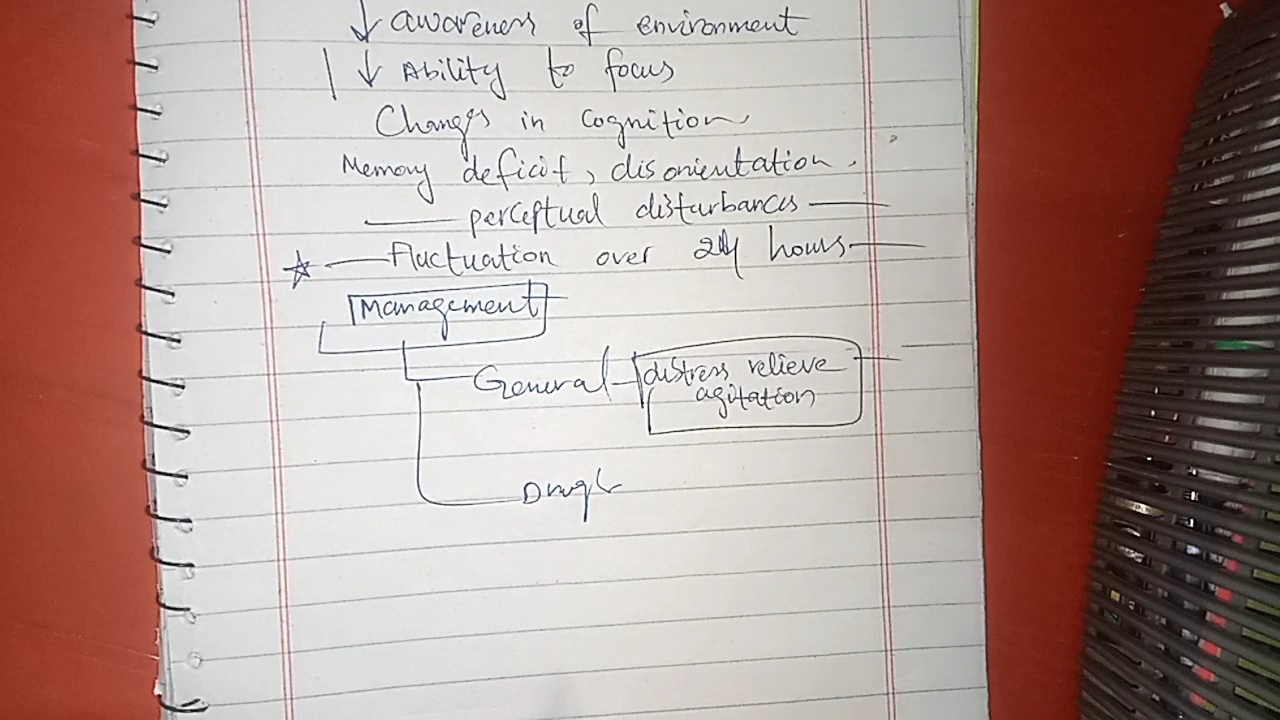 ↓ awareness of environment
↓ Ability to focus
Changes in cognition,
Memory deficit, disorientation.
perceptual disturbances
☆ Fluctuation over 24 hours
Management
General
distress relieve
agitation
Drugs